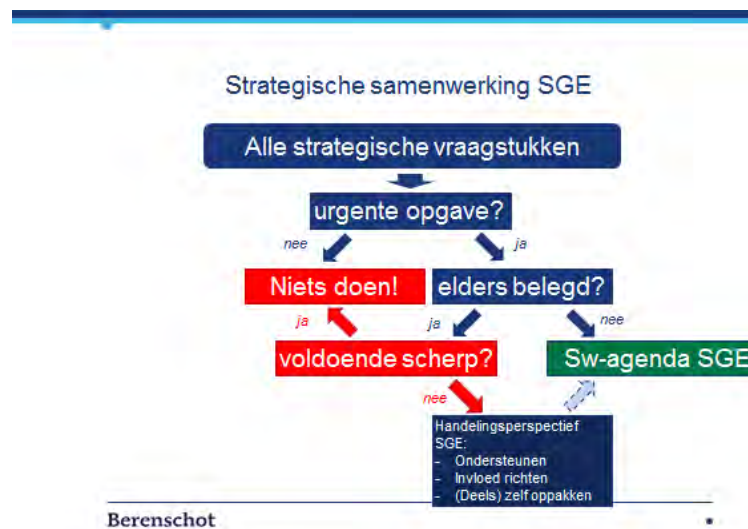 Strategische samenwerking SGE
Alle strategische vraagstukken
urgente opgave?
nee
ja
Niets doen!
elders belegd?
ja
ja
nee
voldoende scherp?
Sw-agenda SGE
nee
Handelingsperspectief
SGE:
- Ondersteunen
- Invloed richten
- (Deels) zelf oppakken
Berenschot